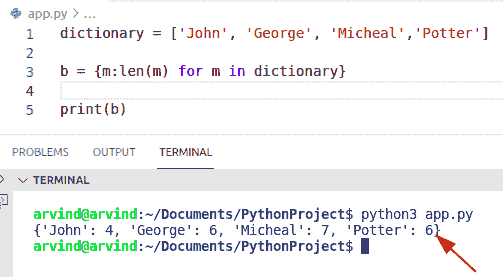 app.py > ...
1 dictionary = ['John', 'George', 'Micheal','Potter']
2
3 b = {m:len(m) for m in dictionary}
4
5 print(b)
PROBLEMS OUTPUT TERMINAL
TERMINAL
arvind@arvind:~/Documents/PythonProject$ python3 app.py
{'John': 4, 'George': 6, 'Micheal': 7, 'Potter': 6}
arvind@arvind:~/Documents/PythonProject$